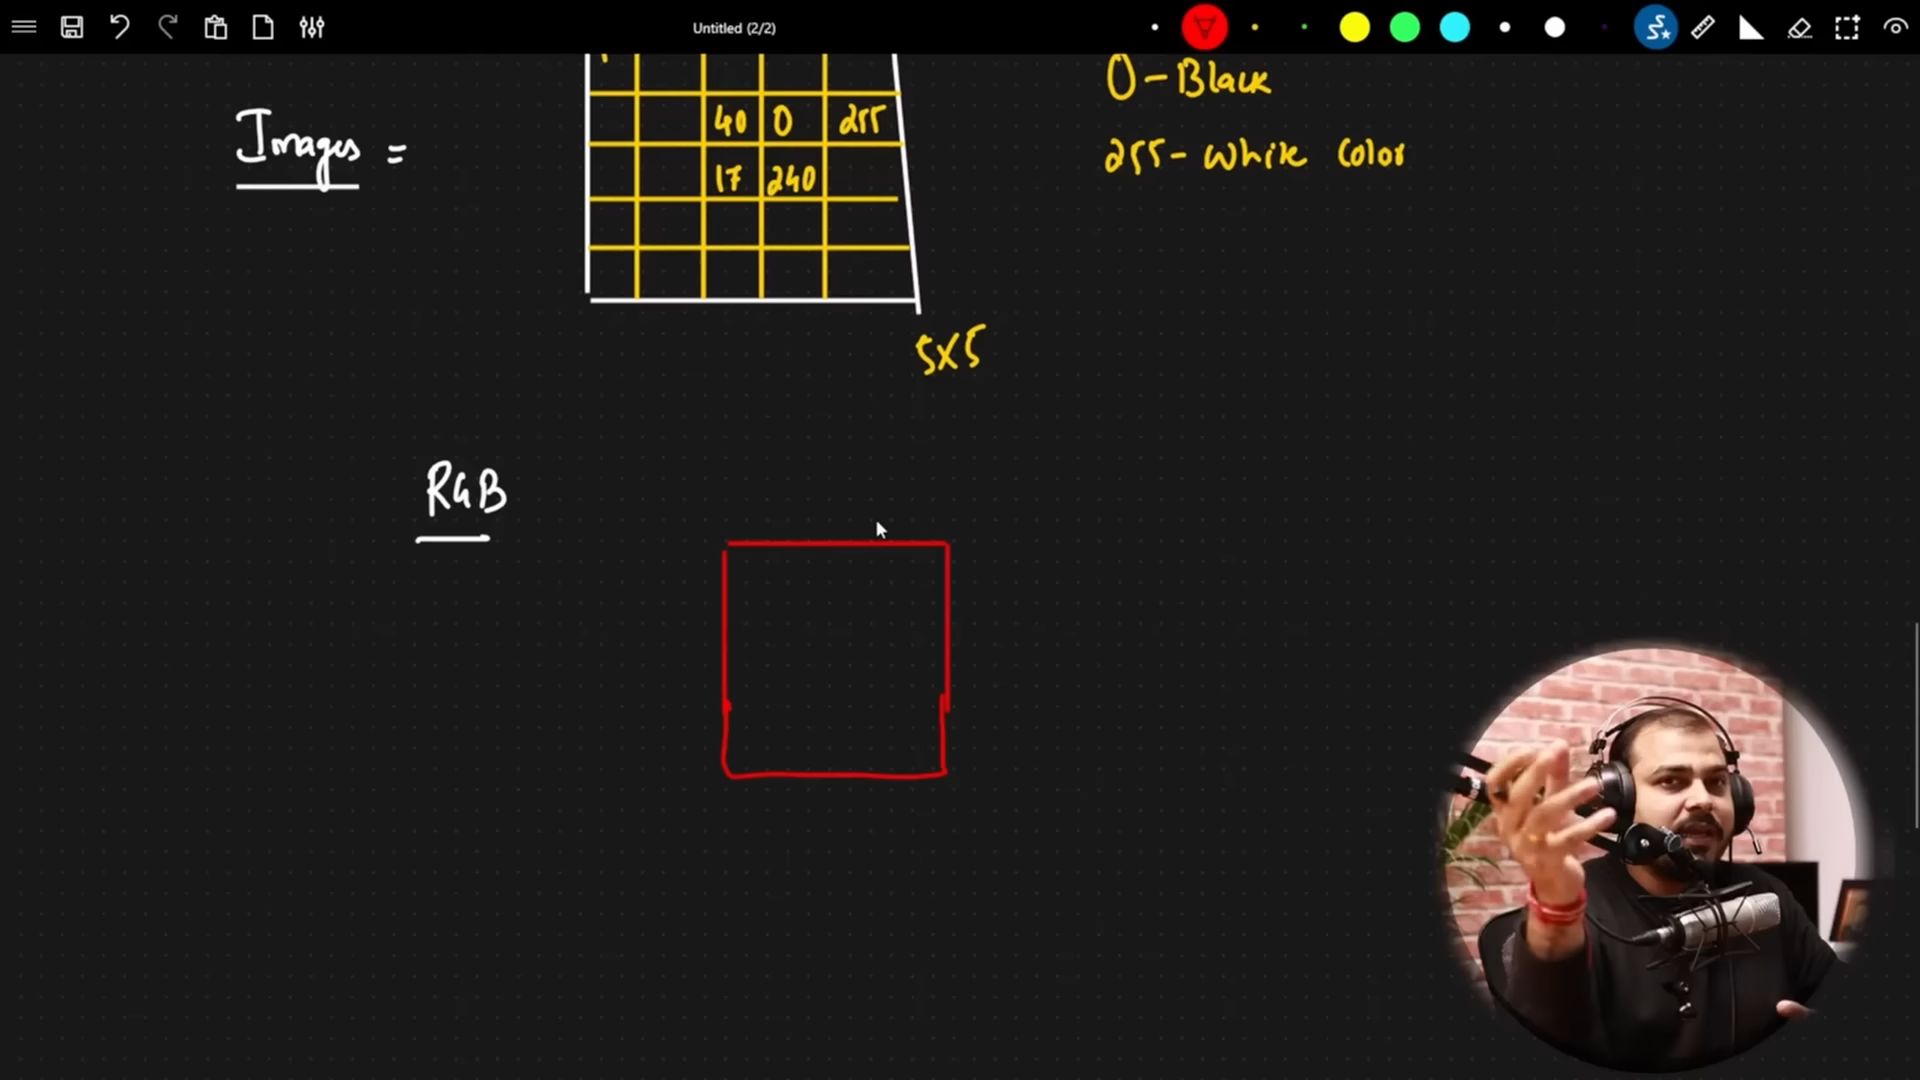 Untitled (2/2)
0 - Black
Images =
40 0 255
255 - White Color
17 240
5X5
RGB